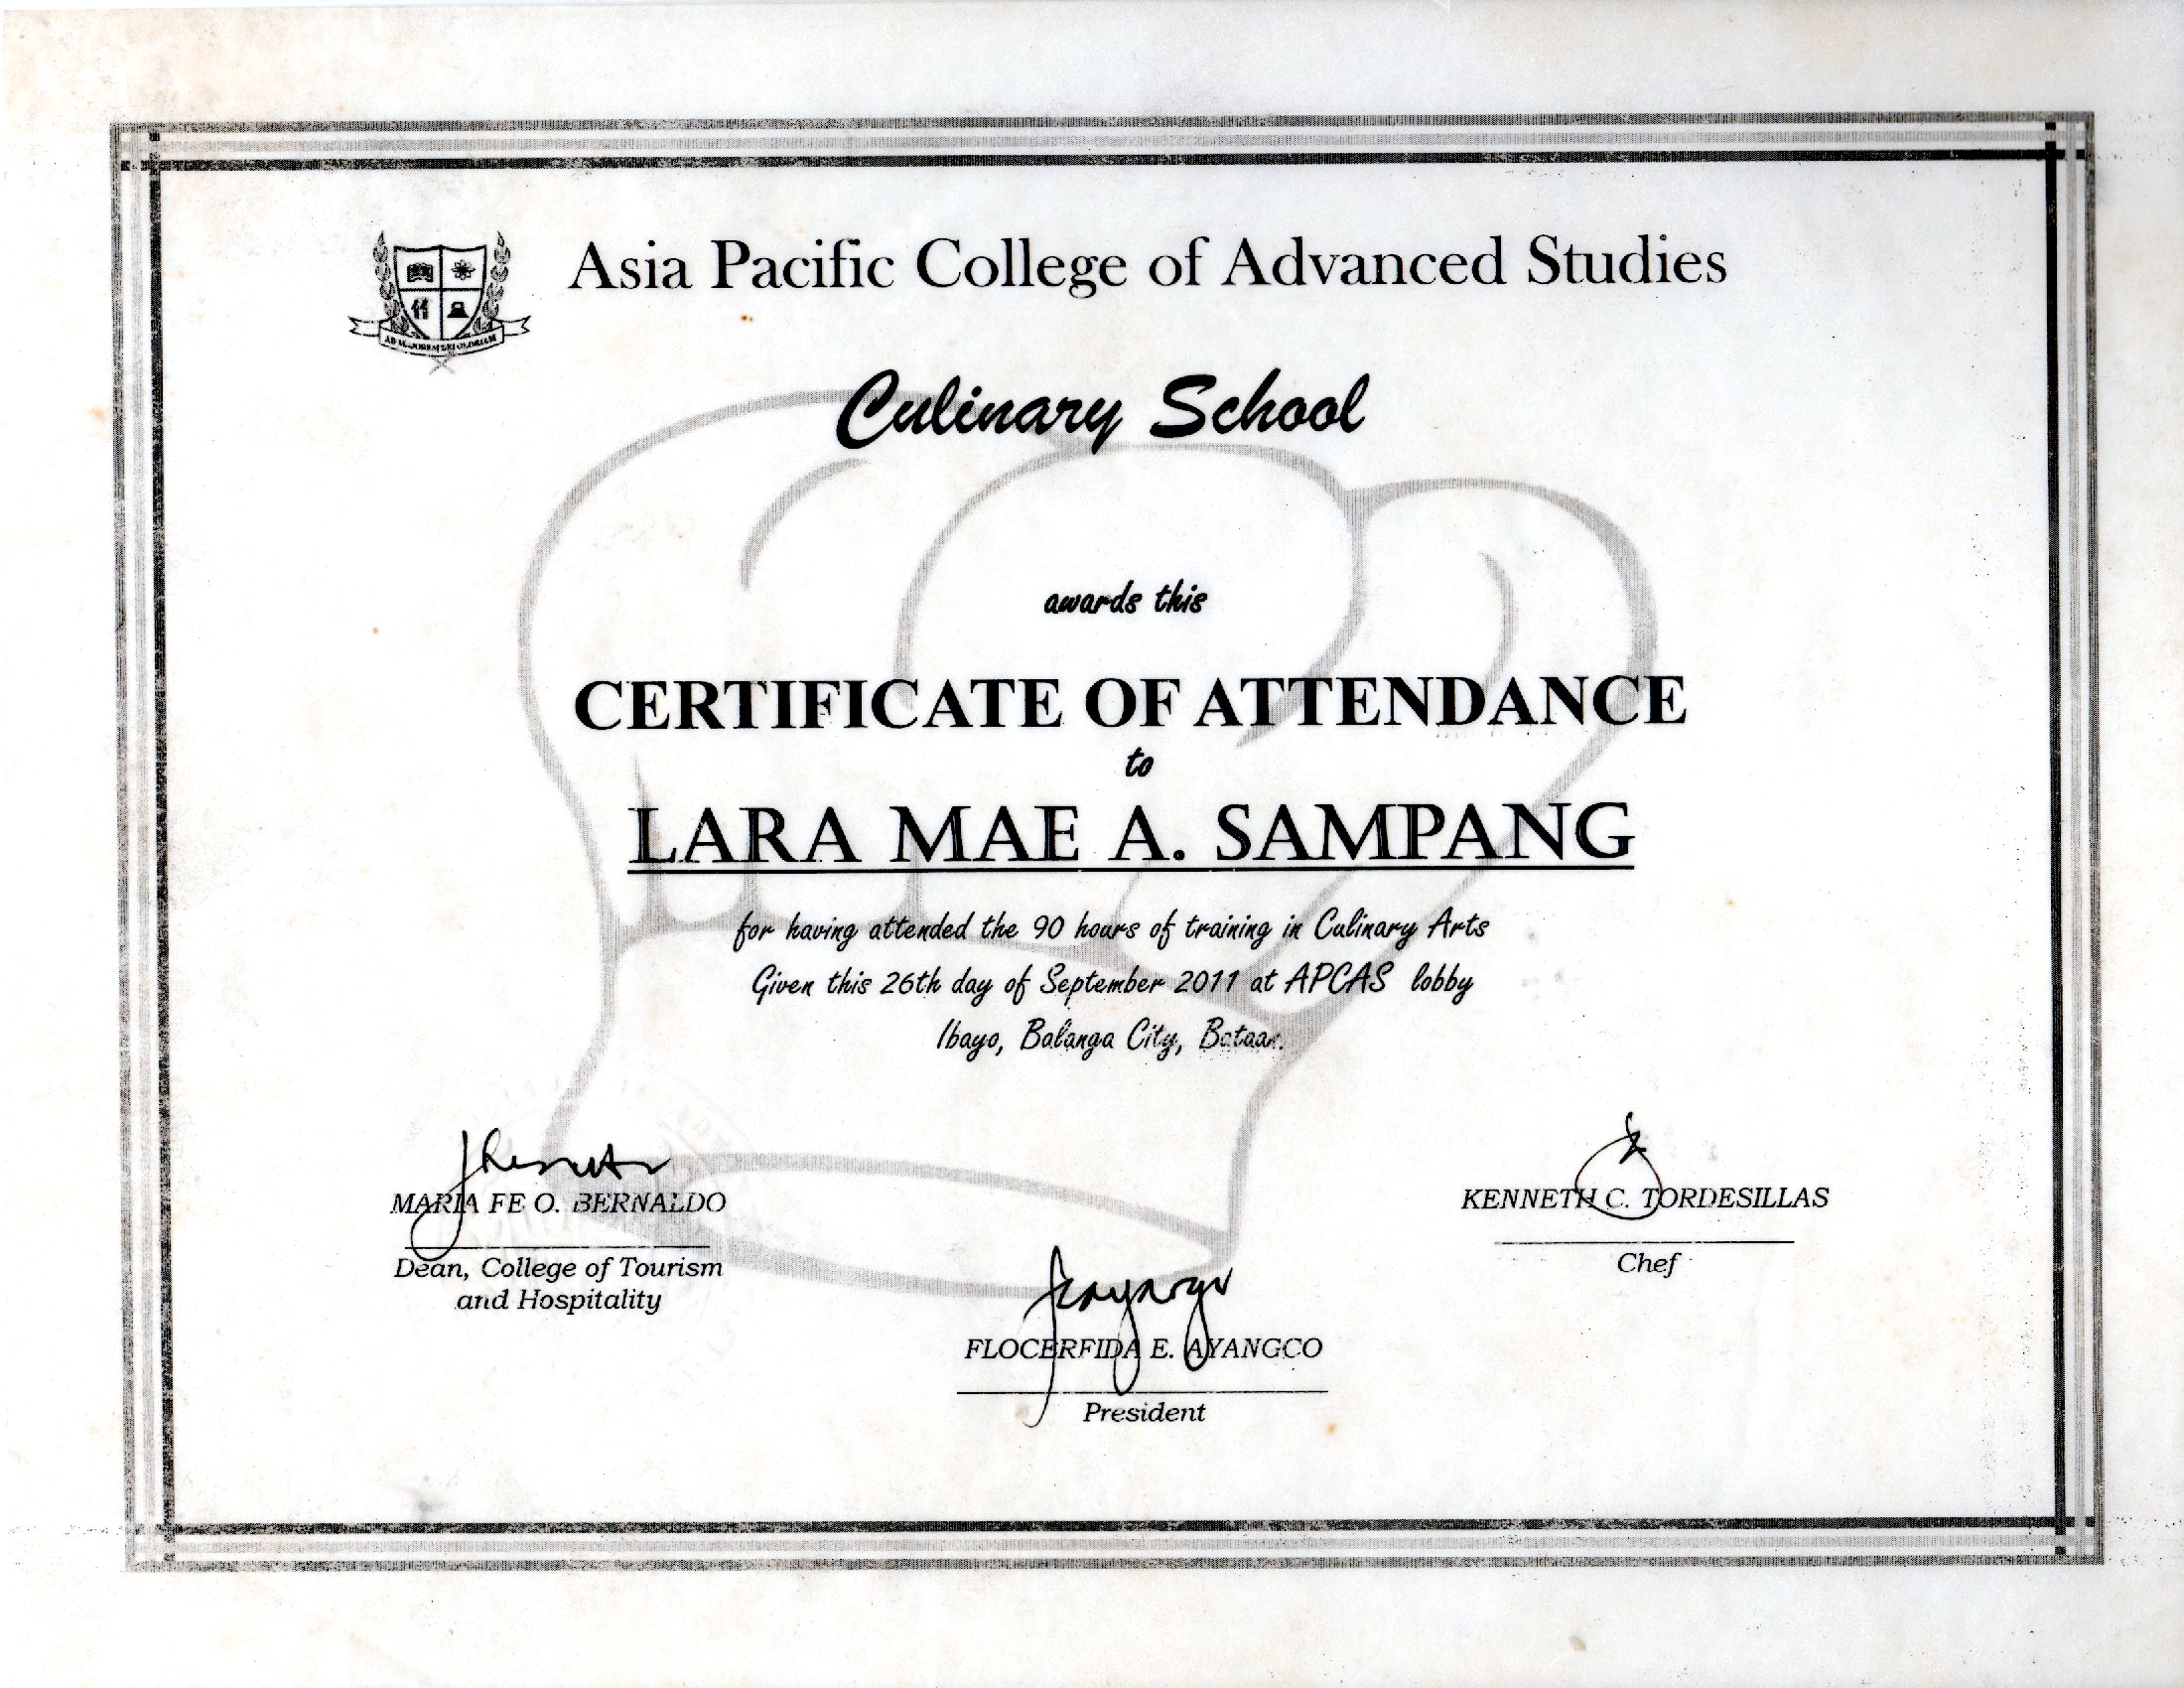 Asia Pacific College of Advanced Studies
Culinary School
awards this
CERTIFICATE OF ATTENDANCE
to
LARA MAE A. SAMPANG
for having attended the 90 hours of training in Culinary Arts
Given this 26th day of September 2011 at APCAS lobby
Ibayo, Balanga City, Bataan.
MARIA FE O. BERNALDO
Dean, College of Tourism
and Hospitality
KENNETH C. TORDESILLAS
Chef
FLOCERFIDA E. AYANGCO
President